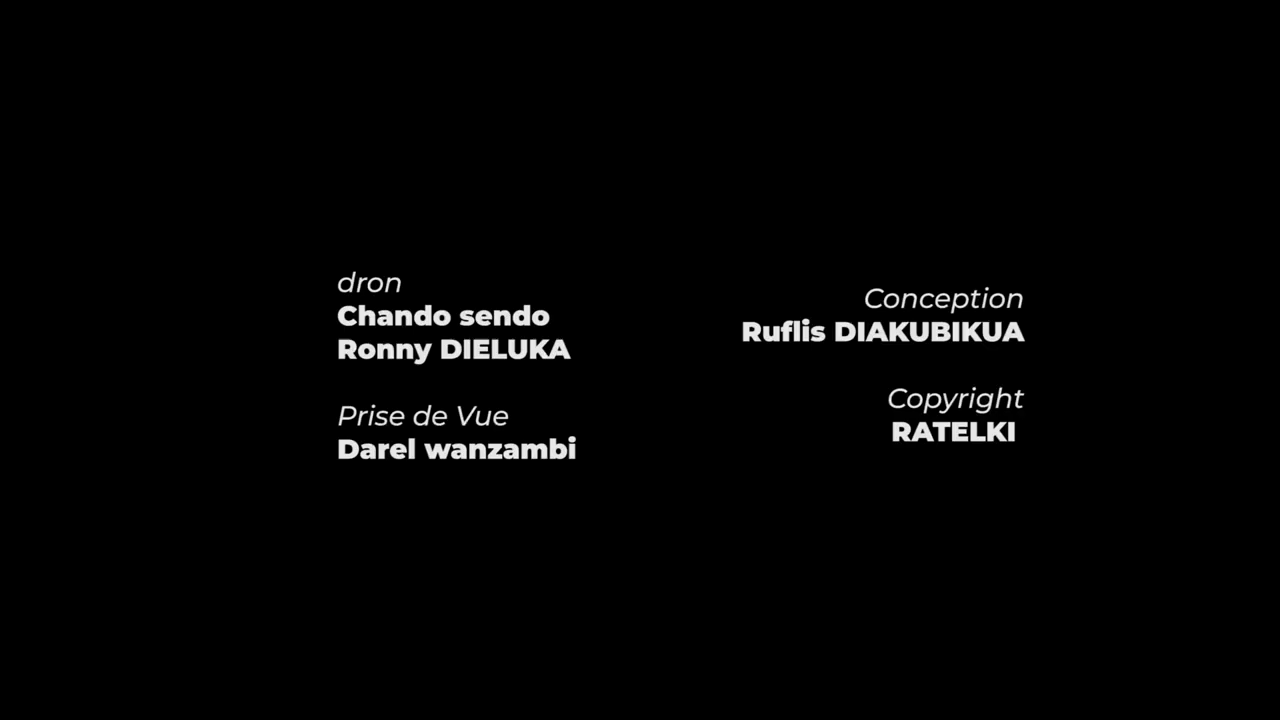 dron
Chando sendo
Ronny DIELUKA
Prise de Vue
Darel wanzambi
Conception
Ruflis DIAKUBIKUA
Copyright
RATELKI